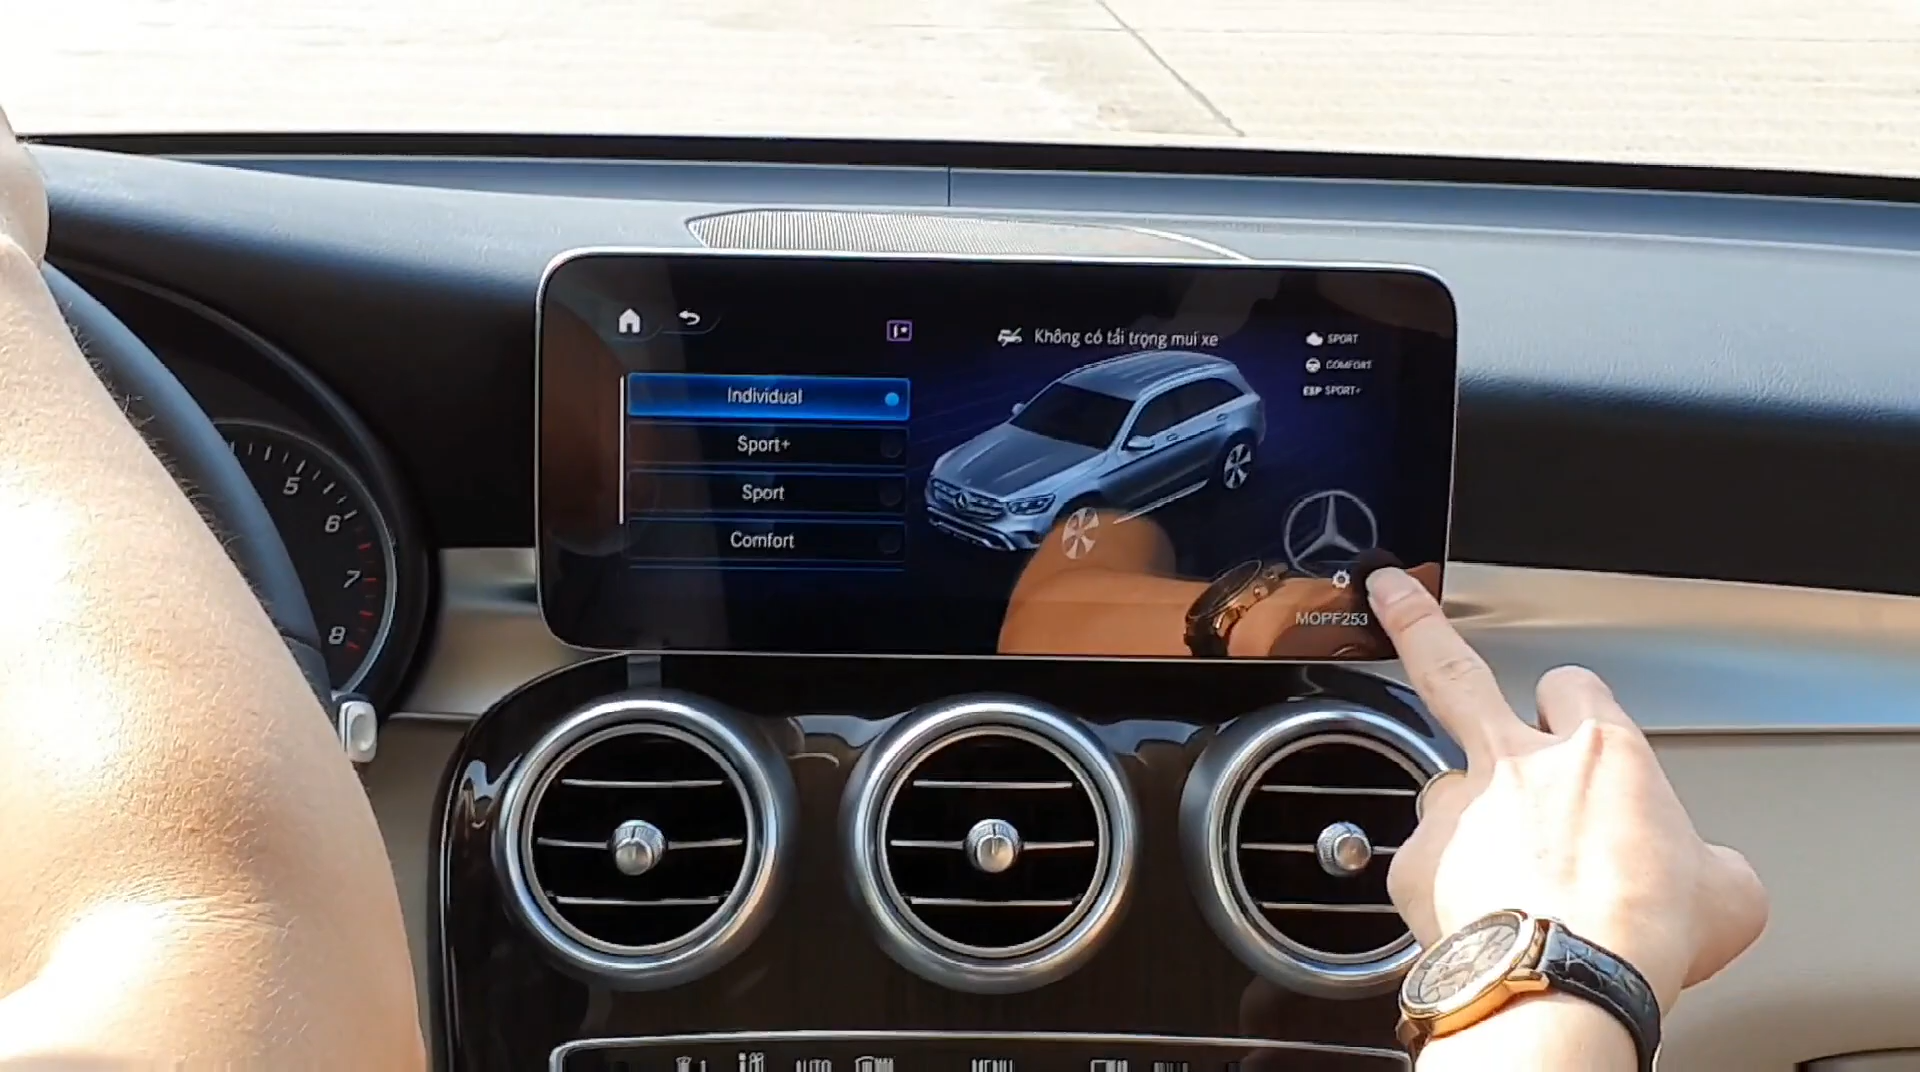 Không có tải trọng mui xe
SPORT
COMFORT
ESP SPORT+
Individual
Sport+
Sport
Comfort
MOPF253
5
6
7
8
AUTO
MENU